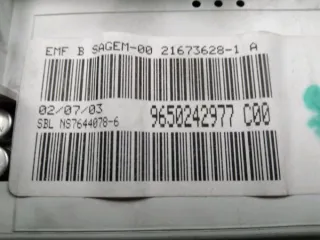 EMF B SAGEM-00 21673628-1 A
02/07/03
SBL NS7644078-6
9650242977 C00